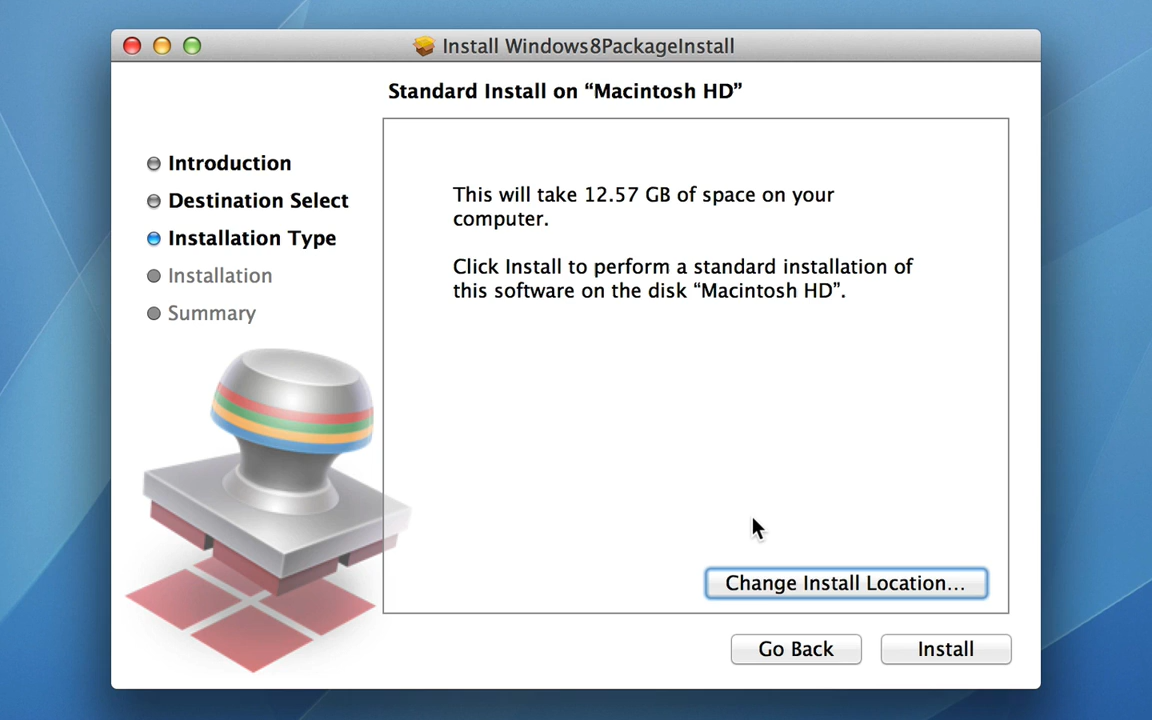 Install Windows8PackageInstall
Standard Install on “Macintosh HD”
Introduction
Destination Select
Installation Type
Installation
Summary
This will take 12.57 GB of space on your
computer.
Click Install to perform a standard installation of
this software on the disk “Macintosh HD”.
Change Install Location...
Go Back
Install